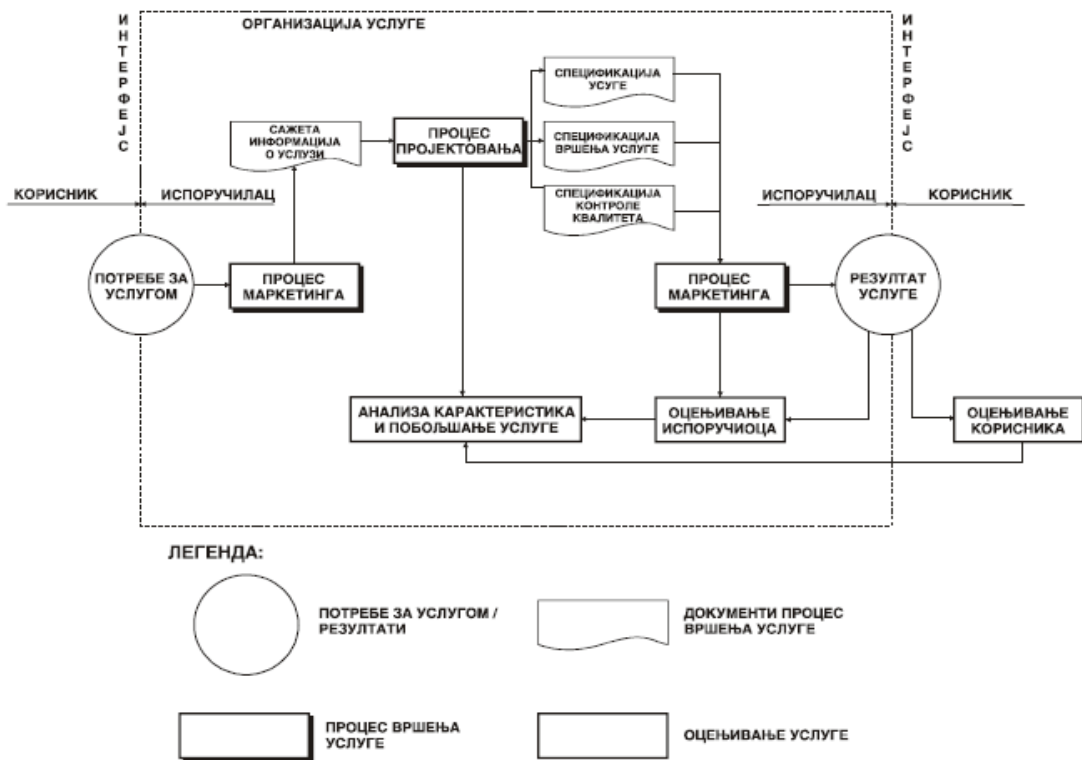 ОРГАНИЗАЦИЈА УСЛУГЕ
ИНТЕРФЕЈС
ИНТЕРФЕЈС
СПЕЦИФИКАЦИЈА
УСУГЕ
САЖЕТА
ИНФОРМАЦИЈА
О УСЛУЗИ
ПРОЦЕС
ПРОЈЕКТОВАЊА
СПЕЦИФИКАЦИЈА
ВРШЕЊА УСЛУГЕ
СПЕЦИФИКАЦИЈА
КОНТРОЛЕ
КВАЛИТЕТА
КОРИСНИК
ИСПОРУЧИЛАЦ
ИСПОРУЧИЛАЦ
КОРИСНИК
ПОТРЕБЕ ЗА
УСЛУГОМ
ПРОЦЕС
МАРКЕТИНГА
ПРОЦЕС
МАРКЕТИНГА
РЕЗУЛТАТ
УСЛУГЕ
АНАЛИЗА КАРАКТЕРИСТИКА
И ПОБОЉШАЊЕ УСЛУГЕ
ОЦЕЊИВАЊЕ
ИСПОРУЧИОЦА
ОЦЕЊИВАЊЕ
КОРИСНИКА
ЛЕГЕНДА:
ПОТРЕБЕ ЗА УСЛУГОМ /
РЕЗУЛТАТИ
ДОКУМЕНТИ ПРОЦЕС
ВРШЕЊА УСЛУГЕ
ПРОЦЕС ВРШЕЊА
УСЛУГЕ
ОЦЕЊИВАЊЕ УСЛУГЕ